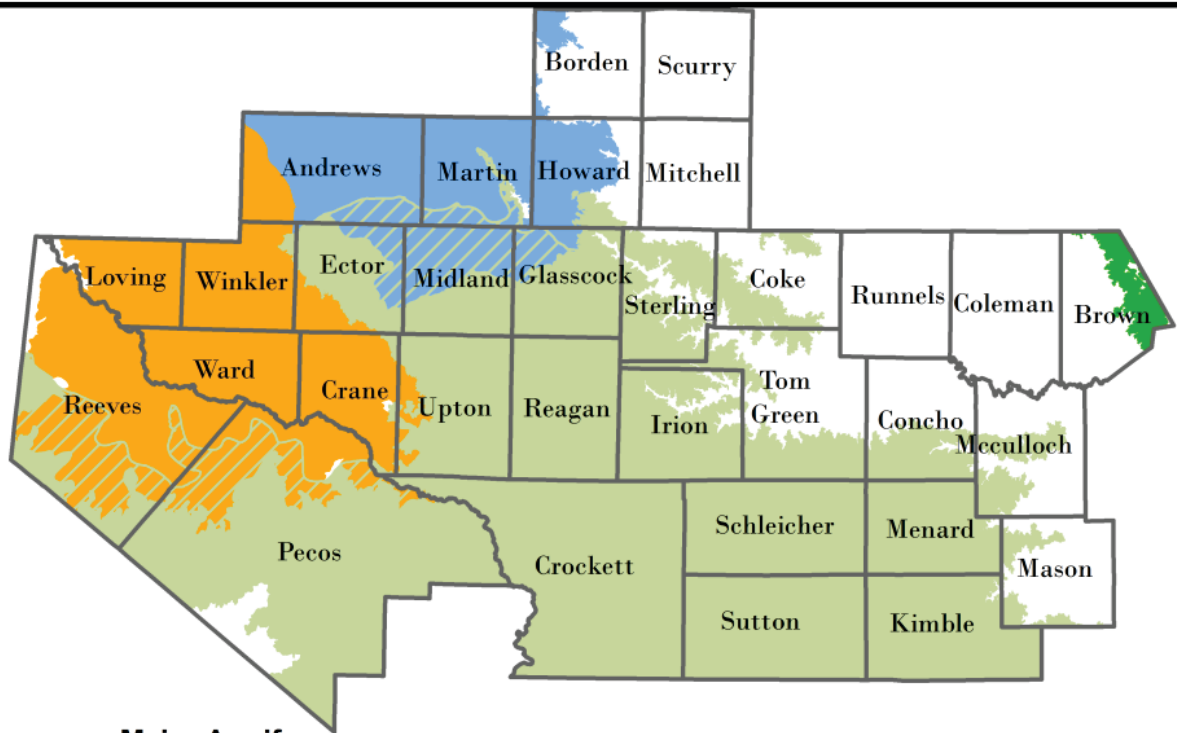 Borden
Scurry
Andrews
Martin
Howard
Mitchell
Loving
Winkler
Ector
Midland
Glasscock
Sterling
Coke
Runnels
Coleman
Brown
Ward
Crane
Reeves
Upton
Reagan
Irion
Tom
Green
Concho
Mcculloch
Pecos
Crockett
Schleicher
Menard
Mason
Sutton
Kimble